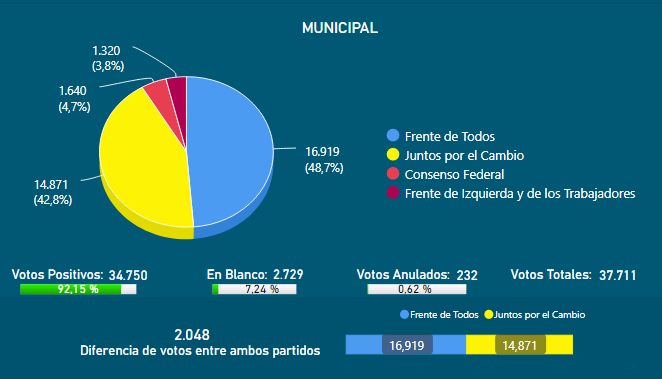 MUNICIPAL
1.320
(3,8%)
1.640
(4,7%)
16.919
(48,7%)
14.871
(42,8%)
Frente de Todos
Juntos por el Cambio
Consenso Federal
Frente de Izquierda y de los Trabajadores
Votos Positivos: 34.750
92,15 %
En Blanco: 2.729
7,24 %
Votos Anulados: 232
0,62 %
Votos Totales: 37.711
2.048
Diferencia de votos entre ambos partidos
Frente de Todos Juntos por el Cambio
16,919 14,871